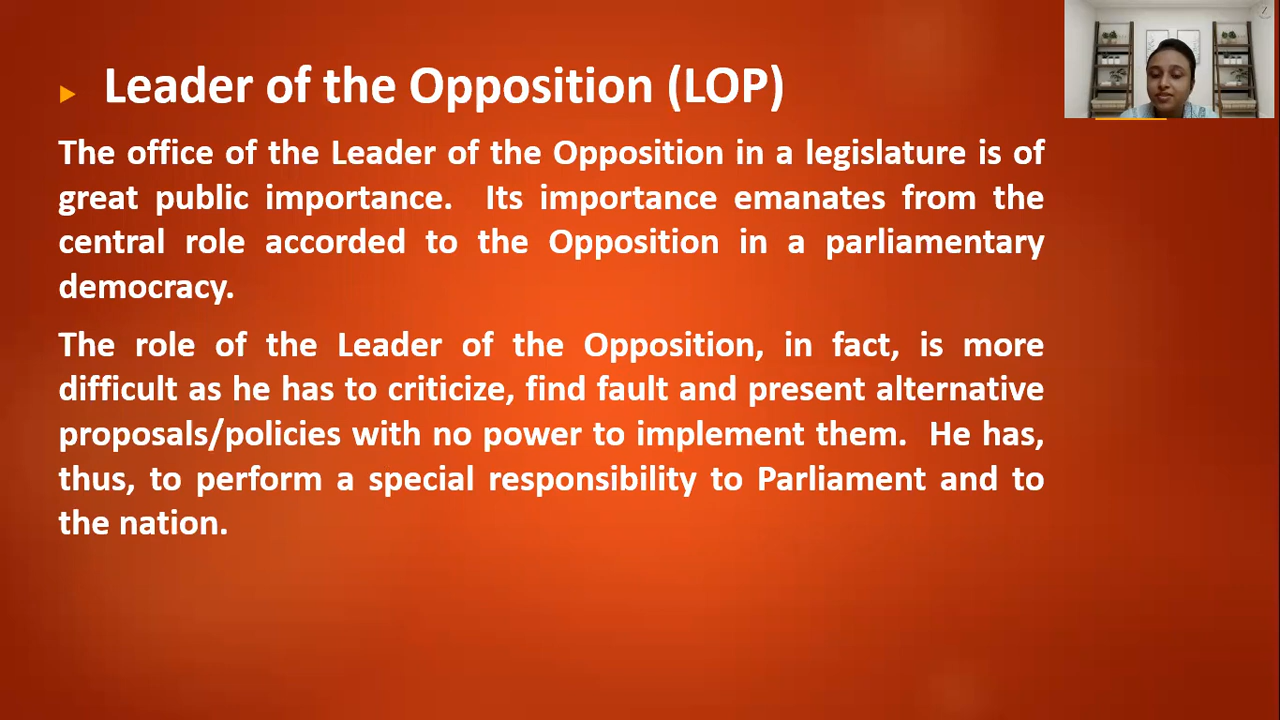 Leader of the Opposition (LOP)
The office of the Leader of the Opposition in a legislature is of
great public importance. Its importance emanates from the
central role accorded to the Opposition in a parliamentary
democracy.
The role of the Leader of the Opposition, in fact, is more
difficult as he has to criticize, find fault and present alternative
proposals/policies with no power to implement them. He has,
thus, to perform a special responsibility to Parliament and to
the nation.